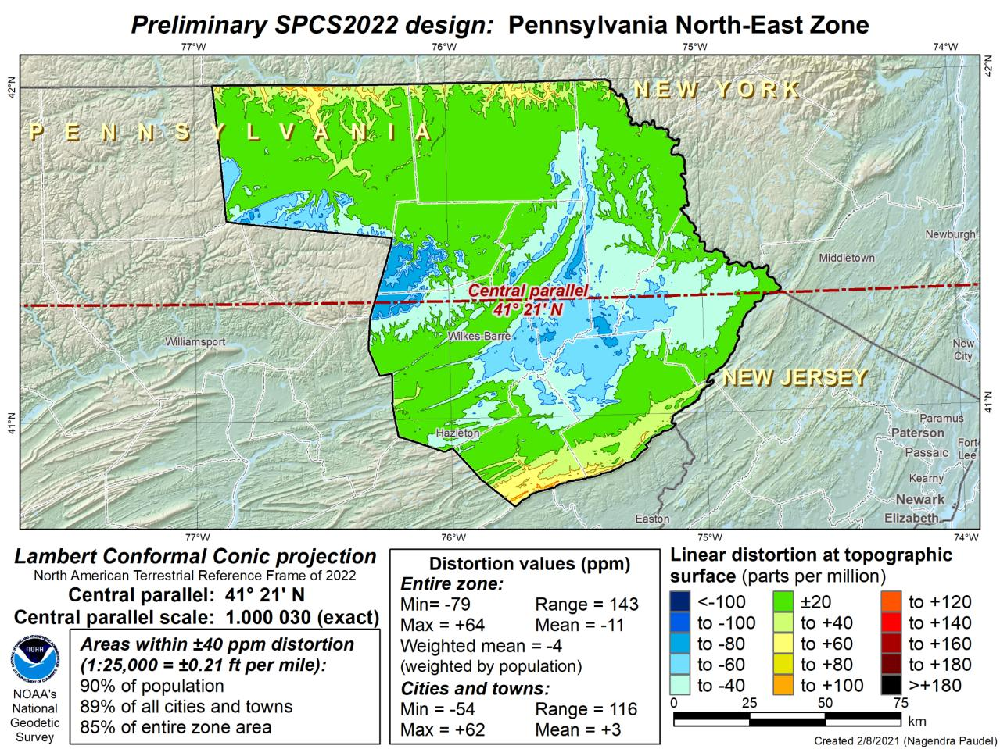 Preliminary SPCS2022 design: Pennsylvania North-East Zone
77°W 76°W 75°W 74°W
42°N 42°N
NEW YORK
PENNSYLVANIA
Newburgh
Middletown
Central parallel
41° 21' N
Williamsport
Wilkes-Barre
New
City
NEW JERSEY
41°N 41°N
Paramus
Hazleton
Paterson
Fort
Lee
Passaic
Kearny
Newark
Easton
Elizabeth
77°W 76°W 75°W 74°W
Lambert Conformal Conic projection
North American Terrestrial Reference Frame of 2022
Central parallel: 41° 21' N
Central parallel scale: 1.000 030 (exact)
NOAA
NATIONAL OCEANIC AND ATMOSPHERIC ADMINISTRATION
U.S. DEPARTMENT OF COMMERCE
NOAA's
National
Geodetic
Survey
Areas within ±40 ppm distortion
(1:25,000 = ±0.21 ft per mile):
90% of population
89% of all cities and towns
85% of entire zone area
Distortion values (ppm)
Entire zone:
Min= -79 Range = 143
Max = +64 Mean = -11
Weighted mean = -4
(weighted by population)
Cities and towns:
Min = -54 Range = 116
Max = +62 Mean = +3
Linear distortion at topographic
surface (parts per million)
<-100 ±20 to +120
to -100 to +40 to +140
to -80 to +60 to +160
to -60 to +80 to +180
to -40 to +100 >+180
0 25 50 75
km
Created 2/8/2021 (Nagendra Paudel)